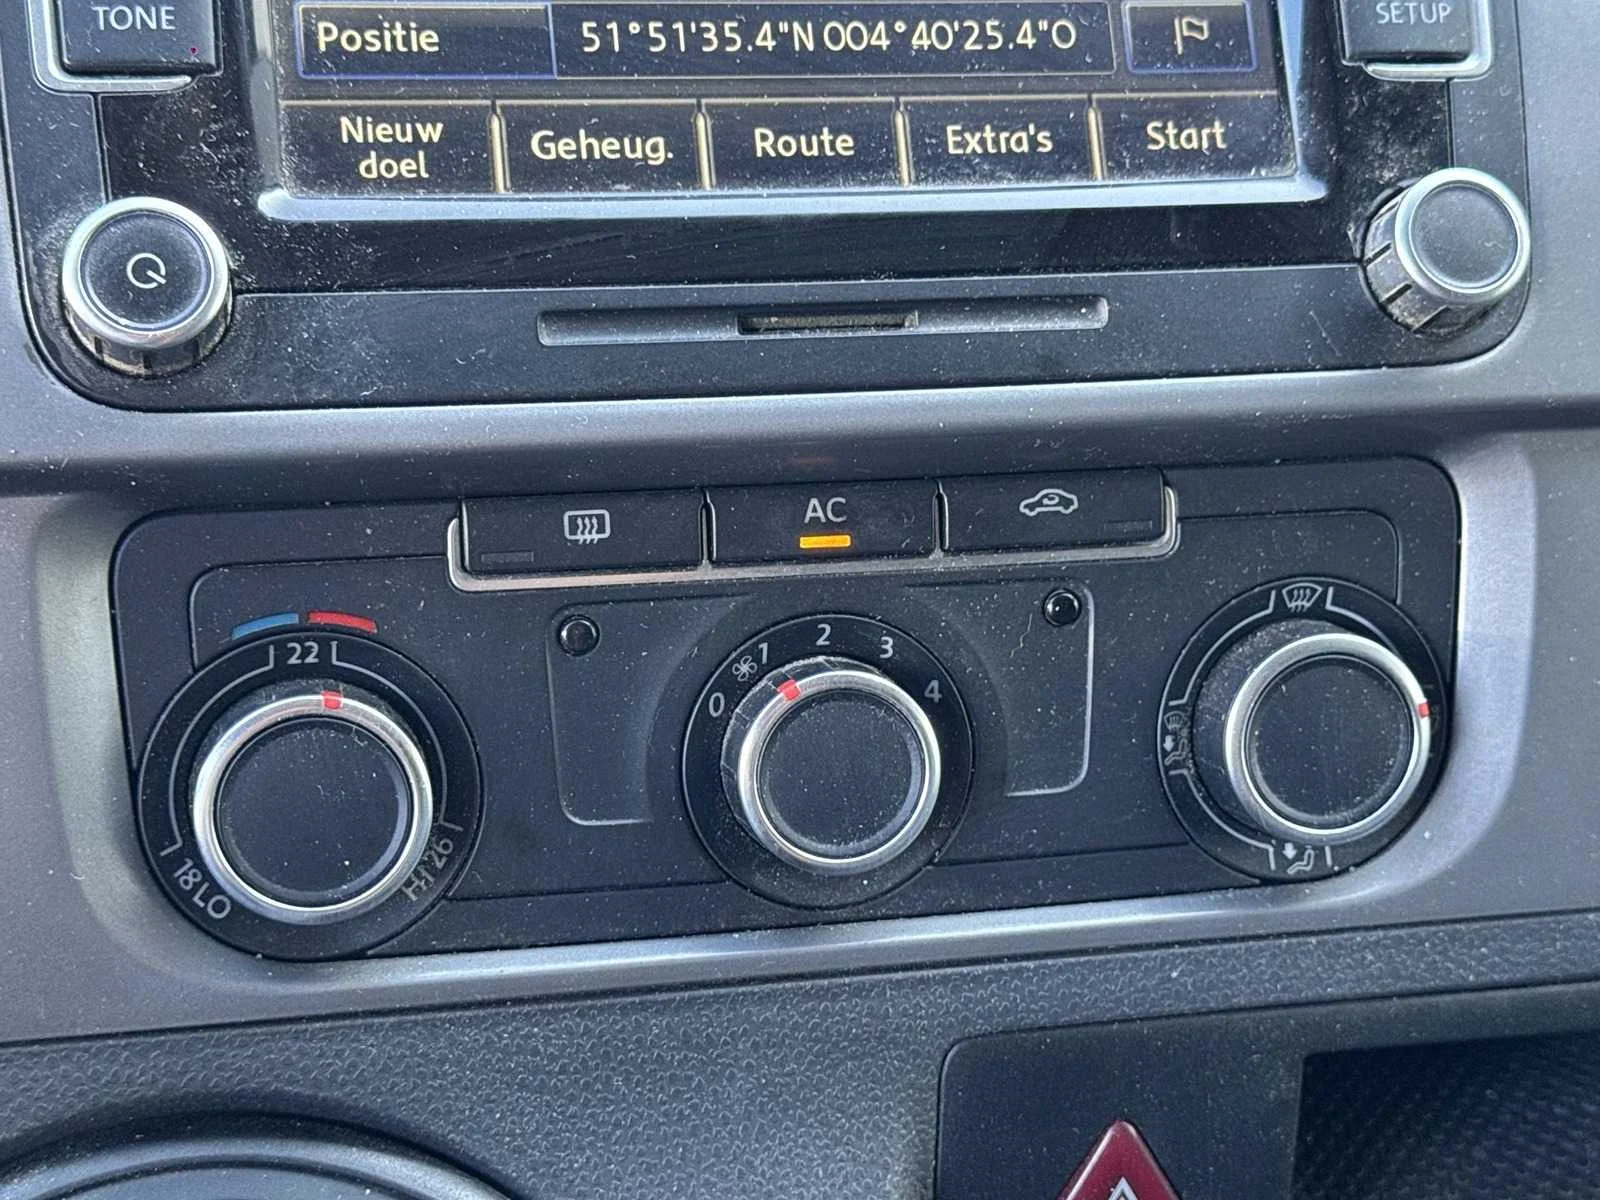 TONE
SETUP
Positie
51°51'35.4"N 004°40'25.4"O
Nieuw
doel
Geheug.
Route
Extra's
Start
AC
22
18 LO
HI 26
0
1
2
3
4